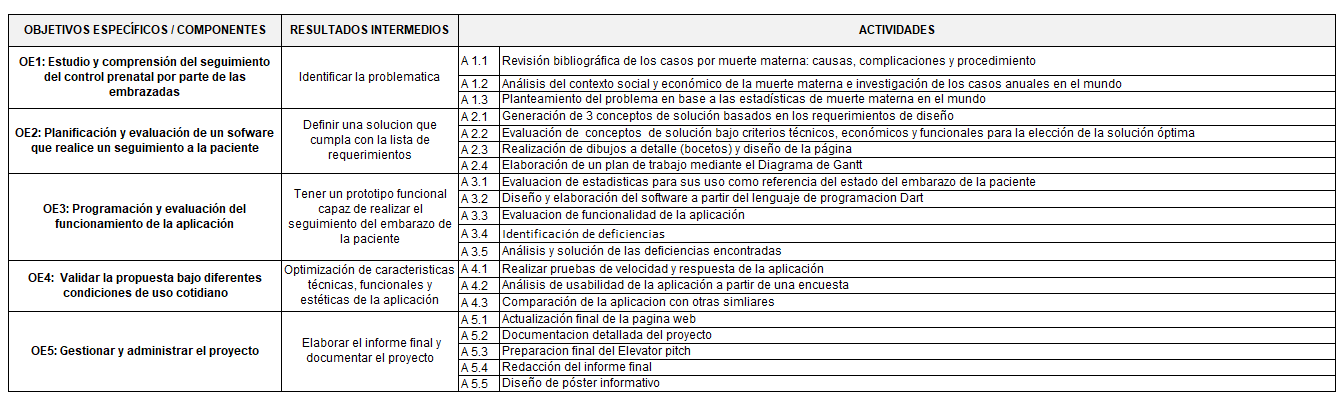 OBJETIVOS ESPECÍFICOS / COMPONENTES RESULTADOS INTERMEDIOS ACTIVIDADES
OE1: Estudio y comprensión del seguimiento
del control prenatal por parte de las
embrazadas
Identificar la problematica
A 1.1 Revisión bibliográfica de los casos por muerte materna: causas, complicaciones y procedimiento
A 1.2 Análisis del contexto social y económico de la muerte materna e investigación de los casos anuales en el mundo
A 1.3 Planteamiento del problema en base a las estadísticas de muerte materna en el mundo
OE2: Planificación y evaluación de un sofware
que realice un seguimiento a la paciente
Definir una solucion que
cumpla con la lista de
requerimientos
A 2.1 Generación de 3 conceptos de solución basados en los requerimientos de diseño
A 2.2 Evaluación de conceptos de solución bajo criterios técnicos, económicos y funcionales para la elección de la solución óptima
A 2.3 Realización de dibujos a detalle (bocetos) y diseño de la página
A 2.4 Elaboración de un plan de trabajo mediante el Diagrama de Gantt
OE3: Programación y evaluación del
funcionamiento de la aplicación
Tener un prototipo funcional
capaz de realizar el
seguimiento del embarazo de
la paciente
A 3.1 Evaluacion de estadisticas para sus uso como referencia del estado del embarazo de la paciente
A 3.2 Diseño y elaboración del software a partir del lenguaje de programacion Dart
A 3.3 Evaluacion de funcionalidad de la aplicación
A 3.4 Identificación de deficiencias
A 3.5 Análisis y solución de las deficiencias encontradas
OE4: Validar la propuesta bajo diferentes
condiciones de uso cotidiano
Optimización de caracteristicas
técnicas, funcionales y
estéticas de la aplicación
A 4.1 Realizar pruebas de velocidad y respuesta de la aplicación
A 4.2 Análisis de usabilidad de la aplicación a partir de una encuesta
A 4.3 Comparación de la aplicacion con otras simliares
OE5: Gestionar y administrar el proyecto
Elaborar el informe final y
documentar el proyecto
A 5.1 Actualización final de la pagina web
A 5.2 Documentacion detallada del proyecto
A 5.3 Preparacion final del Elevator pitch
A 5.4 Redacción del informe final
A 5.5 Diseño de póster informativo